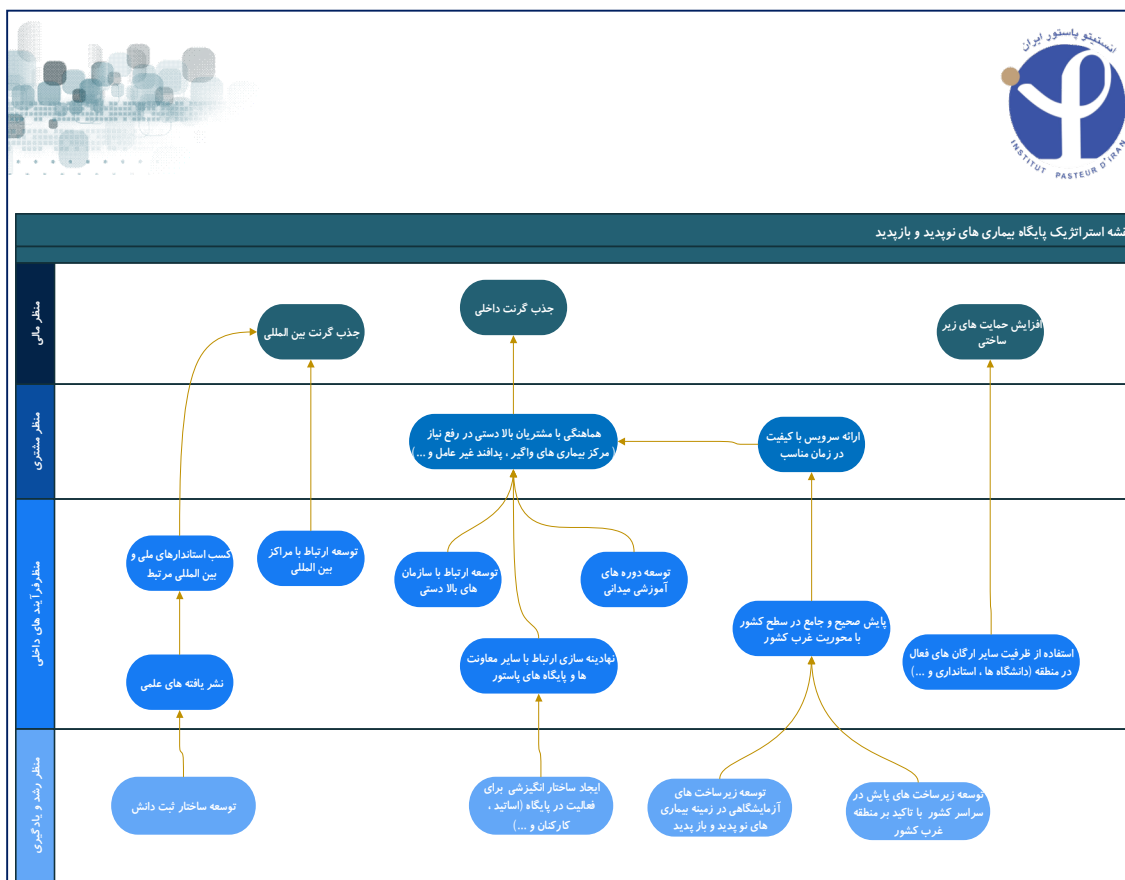 انستیتو پاستور ایران
INSTITUT PASTEUR D'IRAN
نقشه استراتژیک پایگاه بیماری های نوپدید و بازپدید
منظر مالی
افزایش حمایت های زیر
ساختی
جذب گرنت داخلی
جذب گرنت بین المللی
منظر مشتری
ارائه سرویس با کیفیت
در زمان مناسب
هماهنگی با مشتریان بالا دستی در رفع نیاز
(مرکز بیماری های واگیر ، پدافند غیر عامل و ...)
منظرفرآیند های داخلی
توسعه دوره های
آموزشی میدانی
توسعه ارتباط با سازمان
های بالا دستی
توسعه ارتباط با مراکز
بین المللی
کسب استاندارهای ملی و
بین المللی مرتبط
استفاده از ظرفیت سایر ارگان های فعال
در منطقه (دانشگاه ها ، استانداری و ...)
پایش صحیح و جامع در سطح کشور
با محوریت غرب کشور
نهادینه سازی ارتباط با سایر معاونت
ها و پایگاه های پاستور
نشر یافته های علمی
منظر رشد و یادگیری
توسعه زیرساخت های پایش در
سراسر کشور با تاکید بر منطقه
غرب کشور
توسعه زیرساخت های
آزمایشگاهی در زمینه بیماری
های نو پدید و باز پدید
ایجاد ساختار انگیزشی برای
فعالیت در پایگاه (اساتید ،
کارکنان و ...)
توسعه ساختار ثبت دانش